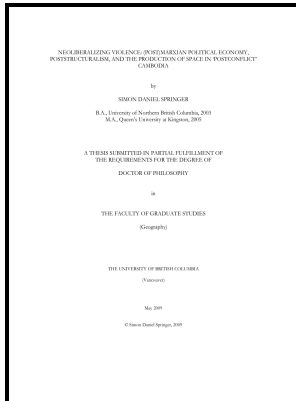 NEOLIBERALIZING VIOLENCE: (POST)MARXIAN POLITICAL ECONOMY,
POSTSTRUCTURALISM, AND THE PRODUCTION OF SPACE IN ‘POSTCONFLICT’
CAMBODIA
by
SIMON DANIEL SPRINGER
B.A., University of Northern British Columbia, 2003
M.A., Queen's University at Kingston, 2005
A THESIS SUBMITTED IN PARTIAL FULFILLMENT OF
THE REQUIREMENTS FOR THE DEGREE OF
DOCTOR OF PHILOSOPHY
in
THE FACULTY OF GRADUATE STUDIES
(Geography)
THE UNIVERSITY OF BRITISH COLUMBIA
(Vancouver)
May 2009
© Simon Daniel Springer, 2009